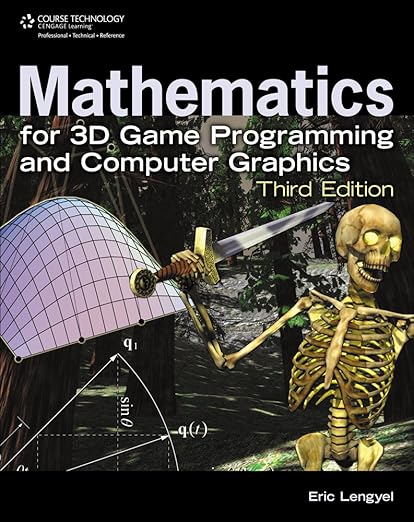 COURSE TECHNOLOGY
CENGAGE Learning™
Professional • Technical • Reference
Mathematics
for 3D Game Programming
and Computer Graphics
Third Edition
q₁
sin θ
q(t)
Eric Lengyel